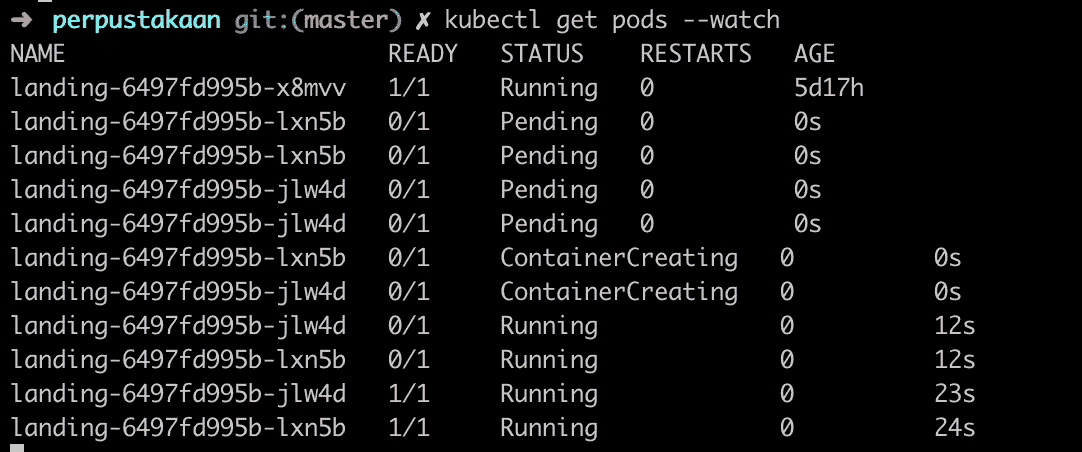 ➜ perpustakaan git:(master) ✗ kubectl get pods --watch
NAME READY STATUS RESTARTS AGE
landing-6497fd995b-x8mvv 1/1 Running 0 5d17h
landing-6497fd995b-lxn5b 0/1 Pending 0 0s
landing-6497fd995b-lxn5b 0/1 Pending 0 0s
landing-6497fd995b-jlw4d 0/1 Pending 0 0s
landing-6497fd995b-jlw4d 0/1 Pending 0 0s
landing-6497fd995b-lxn5b 0/1 ContainerCreating 0 0s
landing-6497fd995b-jlw4d 0/1 ContainerCreating 0 0s
landing-6497fd995b-jlw4d 0/1 Running 0 12s
landing-6497fd995b-lxn5b 0/1 Running 0 12s
landing-6497fd995b-jlw4d 1/1 Running 0 23s
landing-6497fd995b-lxn5b 1/1 Running 0 24s